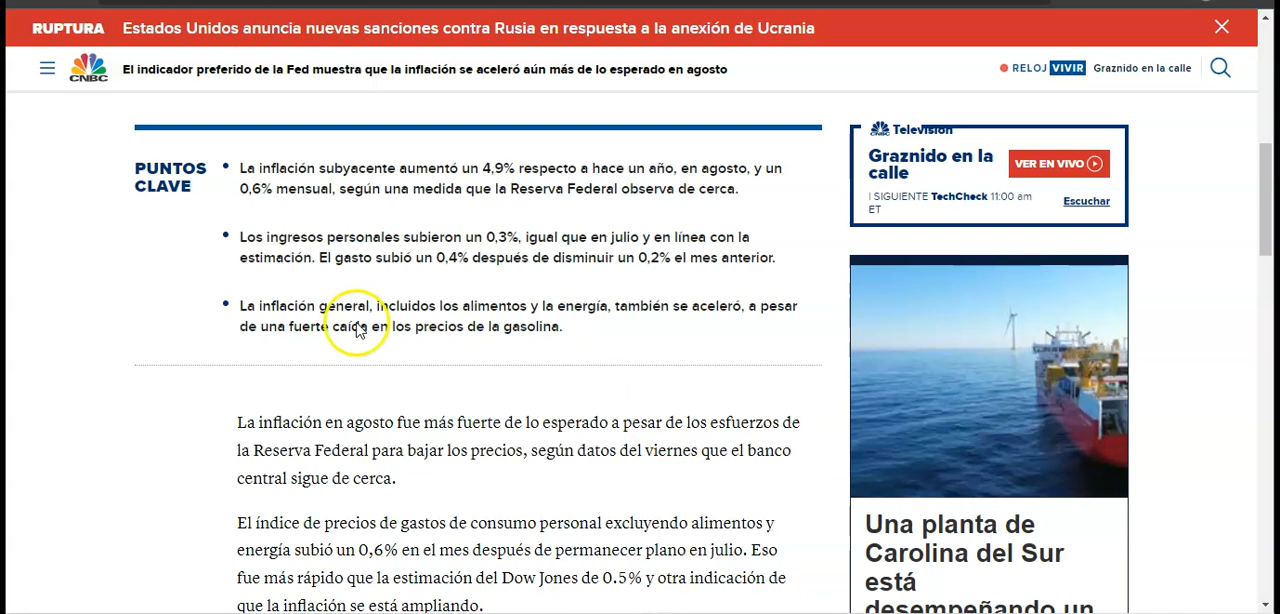 RUPTURA Estados Unidos anuncia nuevas sanciones contra Rusia en respuesta a la anexión de Ucrania
CNBC El indicador preferido de la Fed muestra que la inflación se aceleró aún más de lo esperado en agosto RELOJ VIVIR Graznido en la calle
PUNTOS
CLAVE
La inflación subyacente aumentó un 4,9% respecto a hace un año, en agosto, y un
0,6% mensual, según una medida que la Reserva Federal observa de cerca.
Los ingresos personales subieron un 0,3%, igual que en julio y en línea con la
estimación. El gasto subió un 0,4% después de disminuir un 0,2% el mes anterior.
La inflación general, incluidos los alimentos y la energía, también se aceleró, a pesar
de una fuerte caída en los precios de la gasolina.
La inflación en agosto fue más fuerte de lo esperado a pesar de los esfuerzos de
la Reserva Federal para bajar los precios, según datos del viernes que el banco
central sigue de cerca.
El índice de precios de gastos de consumo personal excluyendo alimentos y
energía subió un 0,6% en el mes después de permanecer plano en julio. Eso
fue más rápido que la estimación del Dow Jones de 0.5% y otra indicación de
que la inflación se está ampliando.
CNBC Televisión
Graznido en la
calle
VER EN VIVO
| SIGUIENTE TechCheck 11:00 am
ET
Escuchar
Una planta de
Carolina del Sur
está
desempeñando un